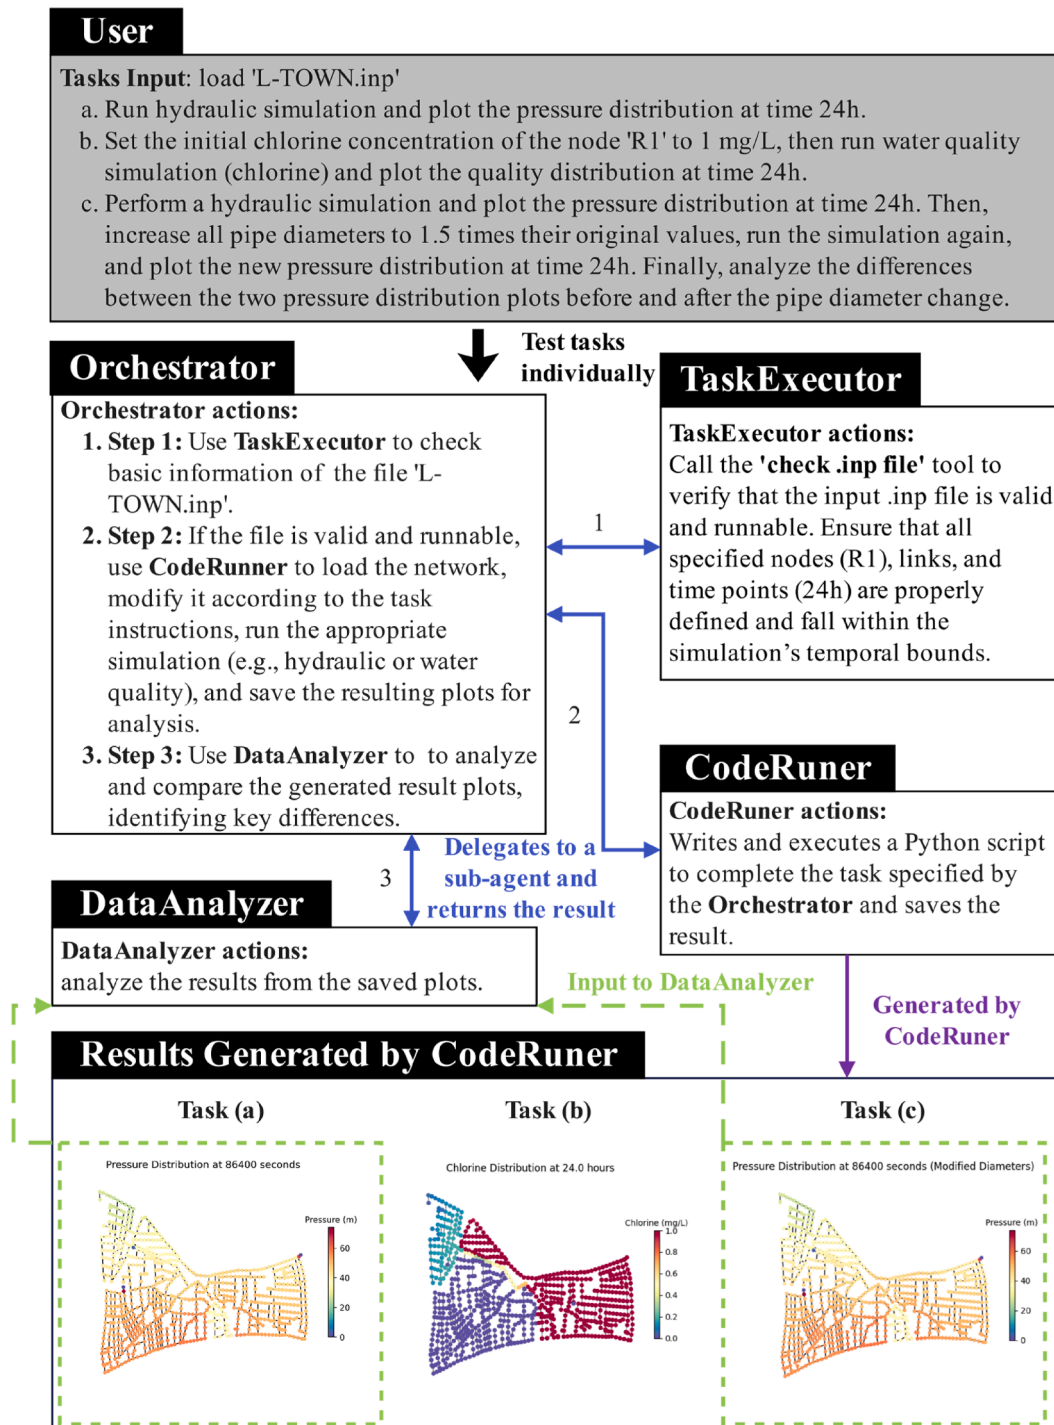 User
Tasks Input: load 'L-TOWN.inp'
a. Run hydraulic simulation and plot the pressure distribution at time 24h.
b. Set the initial chlorine concentration of the node 'R1' to 1 mg/L, then run water quality
simulation (chlorine) and plot the quality distribution at time 24h.
c. Perform a hydraulic simulation and plot the pressure distribution at time 24h. Then,
increase all pipe diameters to 1.5 times their original values, run the simulation again,
and plot the new pressure distribution at time 24h. Finally, analyze the differences
between the two pressure distribution plots before and after the pipe diameter change.
Test tasks
individually
Orchestrator
Orchestrator actions:
1. Step 1: Use TaskExecutor to check
basic information of the file 'L-
TOWN.inp'.
2. Step 2: If the file is valid and runnable,
use CodeRunner to load the network,
modify it according to the task
instructions, run the appropriate
simulation (e.g., hydraulic or water
quality), and save the resulting plots for
analysis.
3. Step 3: Use DataAnalyzer to to analyze
and compare the generated result plots,
identifying key differences.
1
2
3
TaskExecutor
TaskExecutor actions:
Call the 'check .inp file' tool to
verify that the input .inp file is valid
and runnable. Ensure that all
specified nodes (R1), links, and
time points (24h) are properly
defined and fall within the
simulation's temporal bounds.
CodeRuner
CodeRuner actions:
Writes and executes a Python script
to complete the task specified by
the Orchestrator and saves the
result.
Delegates to a
sub-agent and
returns the result
DataAnalyzer
DataAnalyzer actions:
analyze the results from the saved plots.
Input to DataAnalyzer
Generated by
CodeRuner
Results Generated by CodeRuner
Task (a)
Pressure Distribution at 86400 seconds
Pressure (m)
60
40
20
0
Task (b)
Chlorine Distribution at 24.0 hours
Chlorine (mg/L)
1.0
0.8
0.6
0.4
0.2
0.0
Task (c)
Pressure Distribution at 86400 seconds (Modified Diameters)
Pressure (m)
60
40
20
0